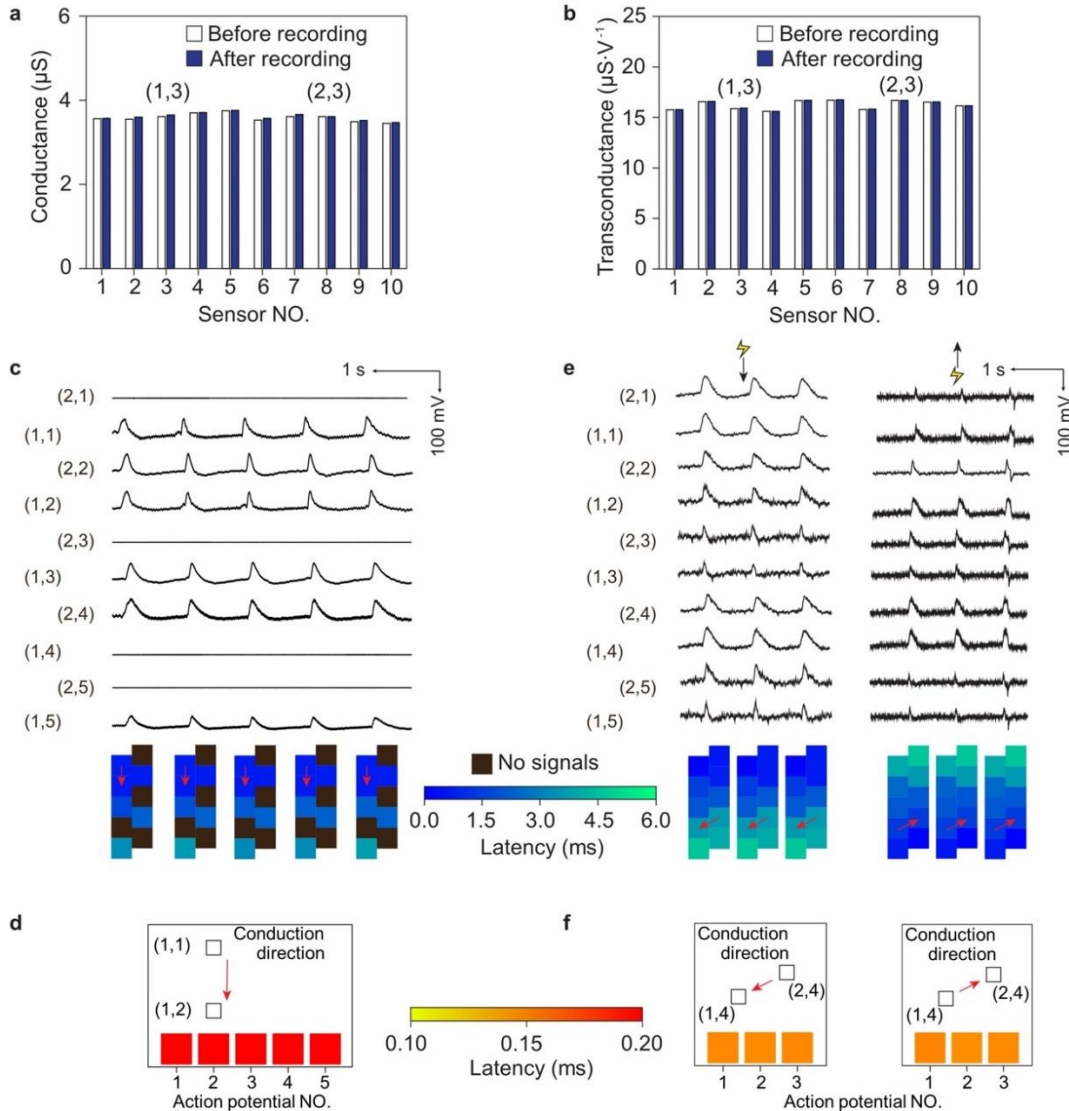 a
6
4
2
0
Conductance (µS)
Before recording
After recording
(1,3)
(2,3)
1 2 3 4 5 6 7 8 9 10
Sensor NO.
b
25
20
15
10
5
0
Transconductance (µS·V⁻¹)
Before recording
After recording
(1,3)
(2,3)
1 2 3 4 5 6 7 8 9 10
Sensor NO.
c
1 s
100 mV
(2,1)
(1,1)
(2,2)
(1,2)
(2,3)
(1,3)
(2,4)
(1,4)
(2,5)
(1,5)
No signals
0.0 1.5 3.0 4.5 6.0
Latency (ms)
e
1 s
100 mV
(2,1)
(1,1)
(2,2)
(1,2)
(2,3)
(1,3)
(2,4)
(1,4)
(2,5)
(1,5)
d
(1,1)
Conduction
direction
(1,2)
1 2 3 4 5
Action potential NO.
0.10 0.15 0.20
Latency (ms)
f
Conduction
direction
(2,4)
(1,4)
1 2 3
Conduction
direction
(2,4)
(1,4)
1 2 3
Action potential NO.